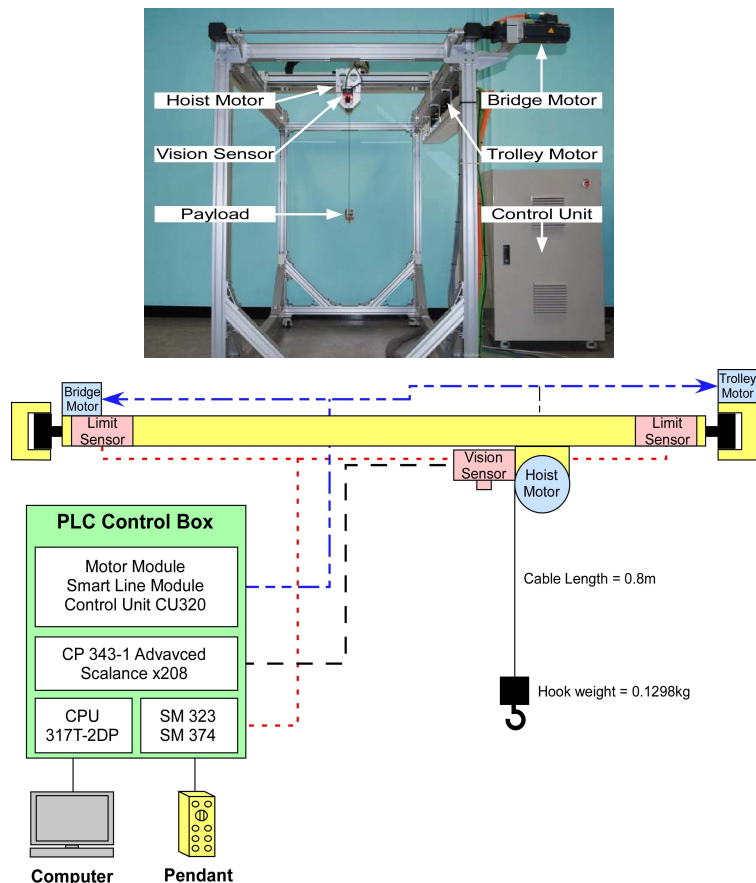 Hoist Motor
Bridge Motor
Vision Sensor
Trolley Motor
Payload
Control Unit
Bridge
Motor
Trolley
Motor
Limit
Sensor
Limit
Sensor
Vision
Sensor
Hoist
Motor
PLC Control Box
Motor Module
Smart Line Module
Control Unit CU320
Cable Length = 0.8m
CP 343-1 Advavced
Scalance x208
Hook weight = 0.1298kg
CPU
317T-2DP
SM 323
SM 374
Computer
Pendant